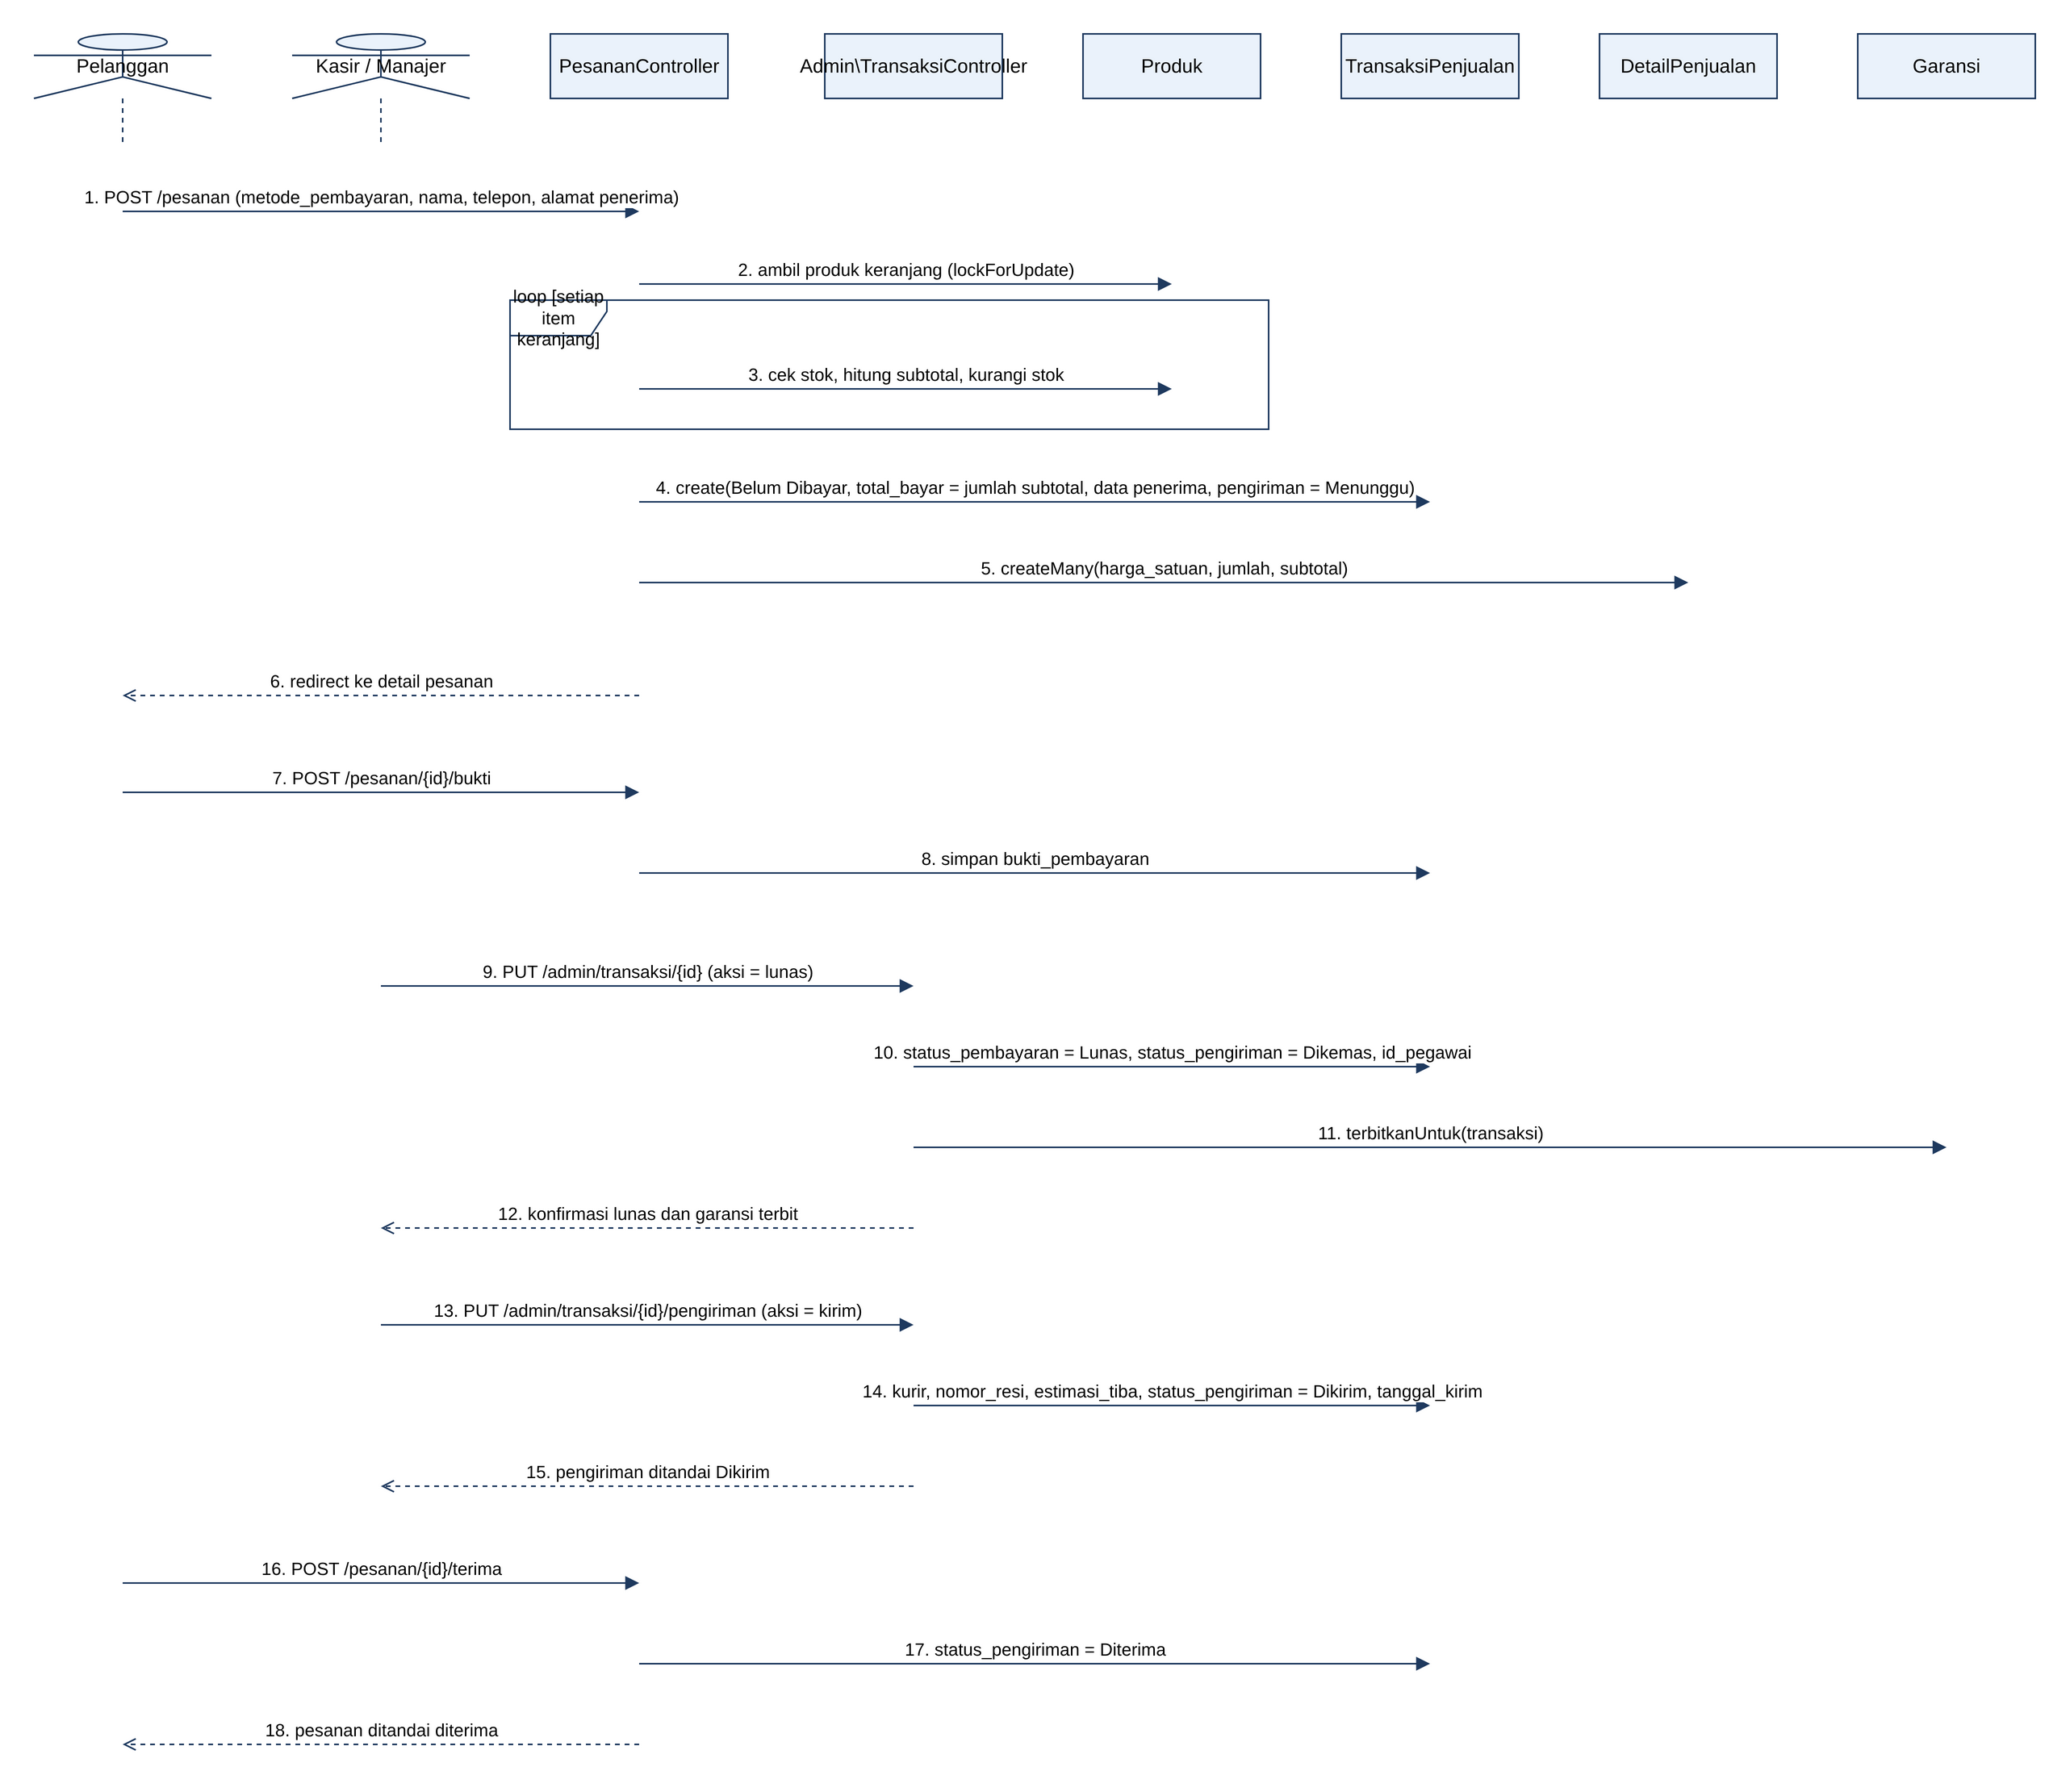 Pelanggan
Kasir / Manajer
PesananController
Admin\TransaksiController
Produk
TransaksiPenjualan
DetailPenjualan
Garansi
1. POST /pesanan (metode_pembayaran, nama, telepon, alamat penerima)
2. ambil produk keranjang (lockForUpdate)
loop [setiap
item
keranjang]
3. cek stok, hitung subtotal, kurangi stok
4. create(Belum Dibayar, total_bayar = jumlah subtotal, data penerima, pengiriman = Menunggu)
5. createMany(harga_satuan, jumlah, subtotal)
6. redirect ke detail pesanan
7. POST /pesanan/{id}/bukti
8. simpan bukti_pembayaran
9. PUT /admin/transaksi/{id} (aksi = lunas)
10. status_pembayaran = Lunas, status_pengiriman = Dikemas, id_pegawai
11. terbitkanUntuk(transaksi)
12. konfirmasi lunas dan garansi terbit
13. PUT /admin/transaksi/{id}/pengiriman (aksi = kirim)
14. kurir, nomor_resi, estimasi_tiba, status_pengiriman = Dikirim, tanggal_kirim
15. pengiriman ditandai Dikirim
16. POST /pesanan/{id}/terima
17. status_pengiriman = Diterima
18. pesanan ditandai diterima